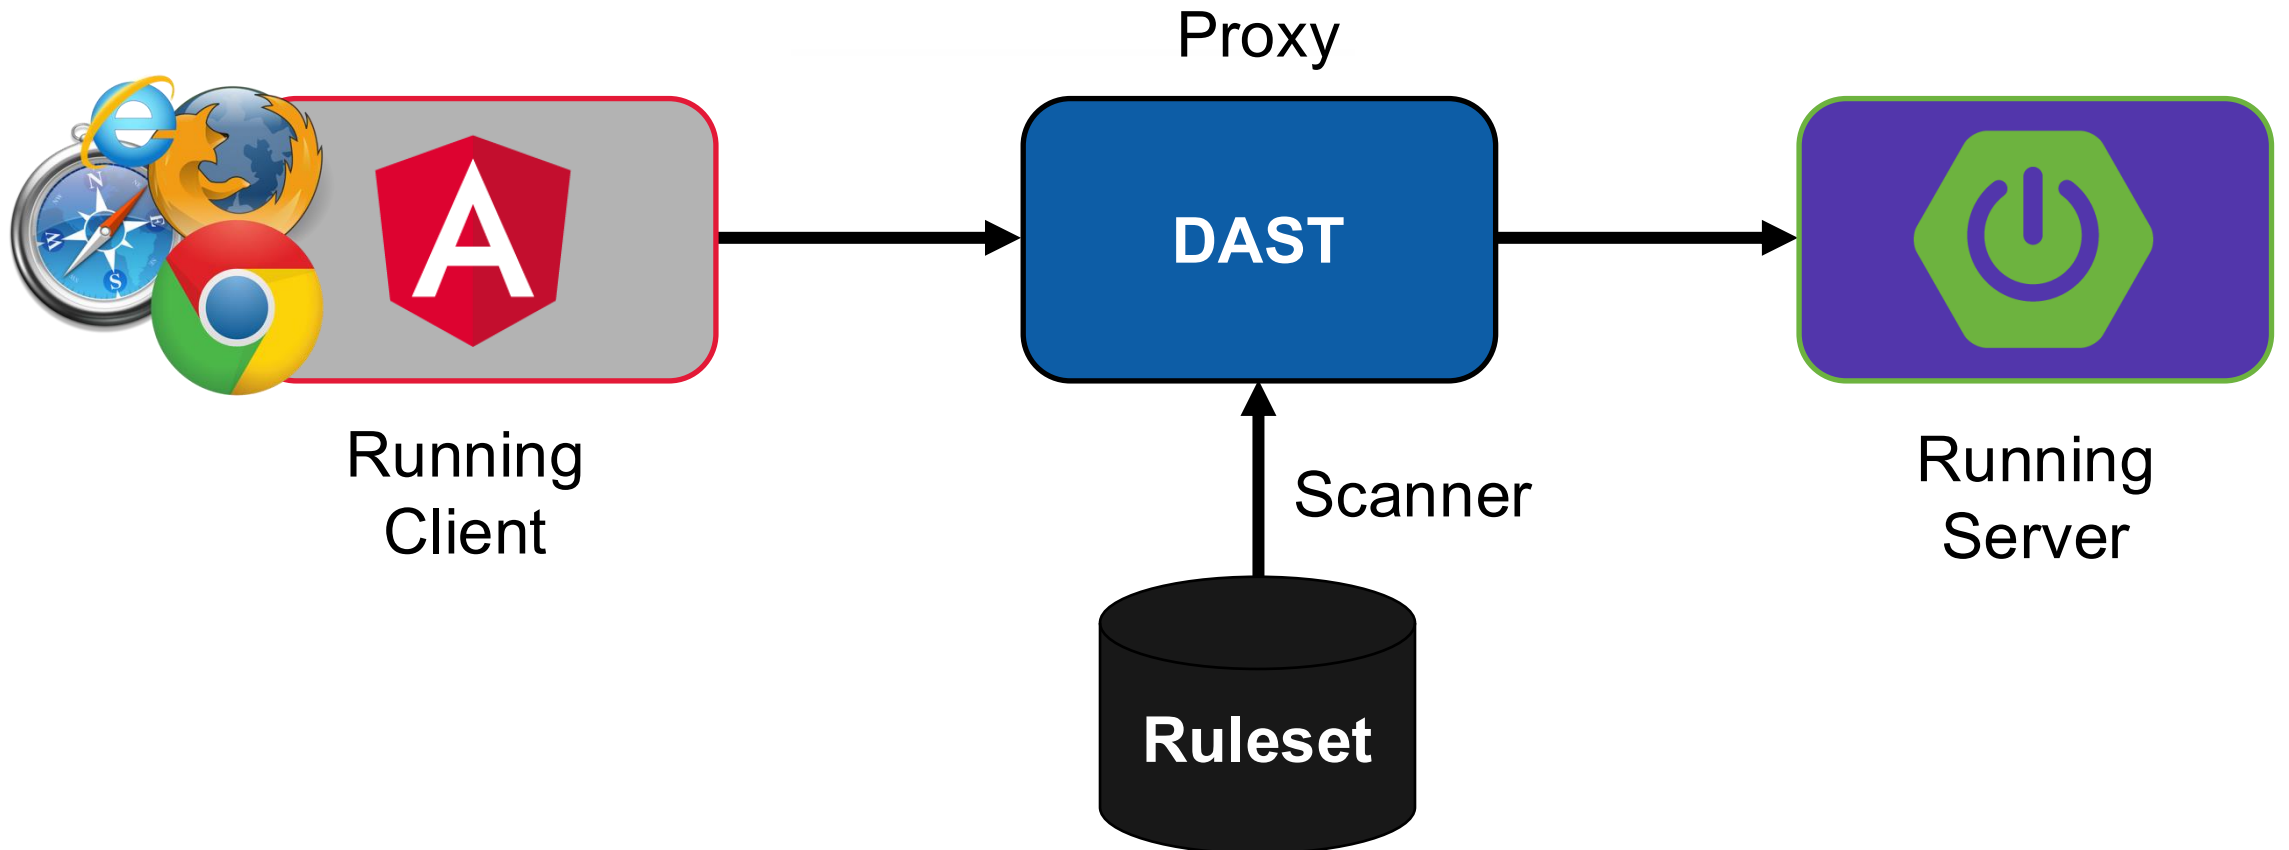 Proxy
DAST
Running
Client
Scanner
Running
Server
Ruleset
N
E
S
W
A
e